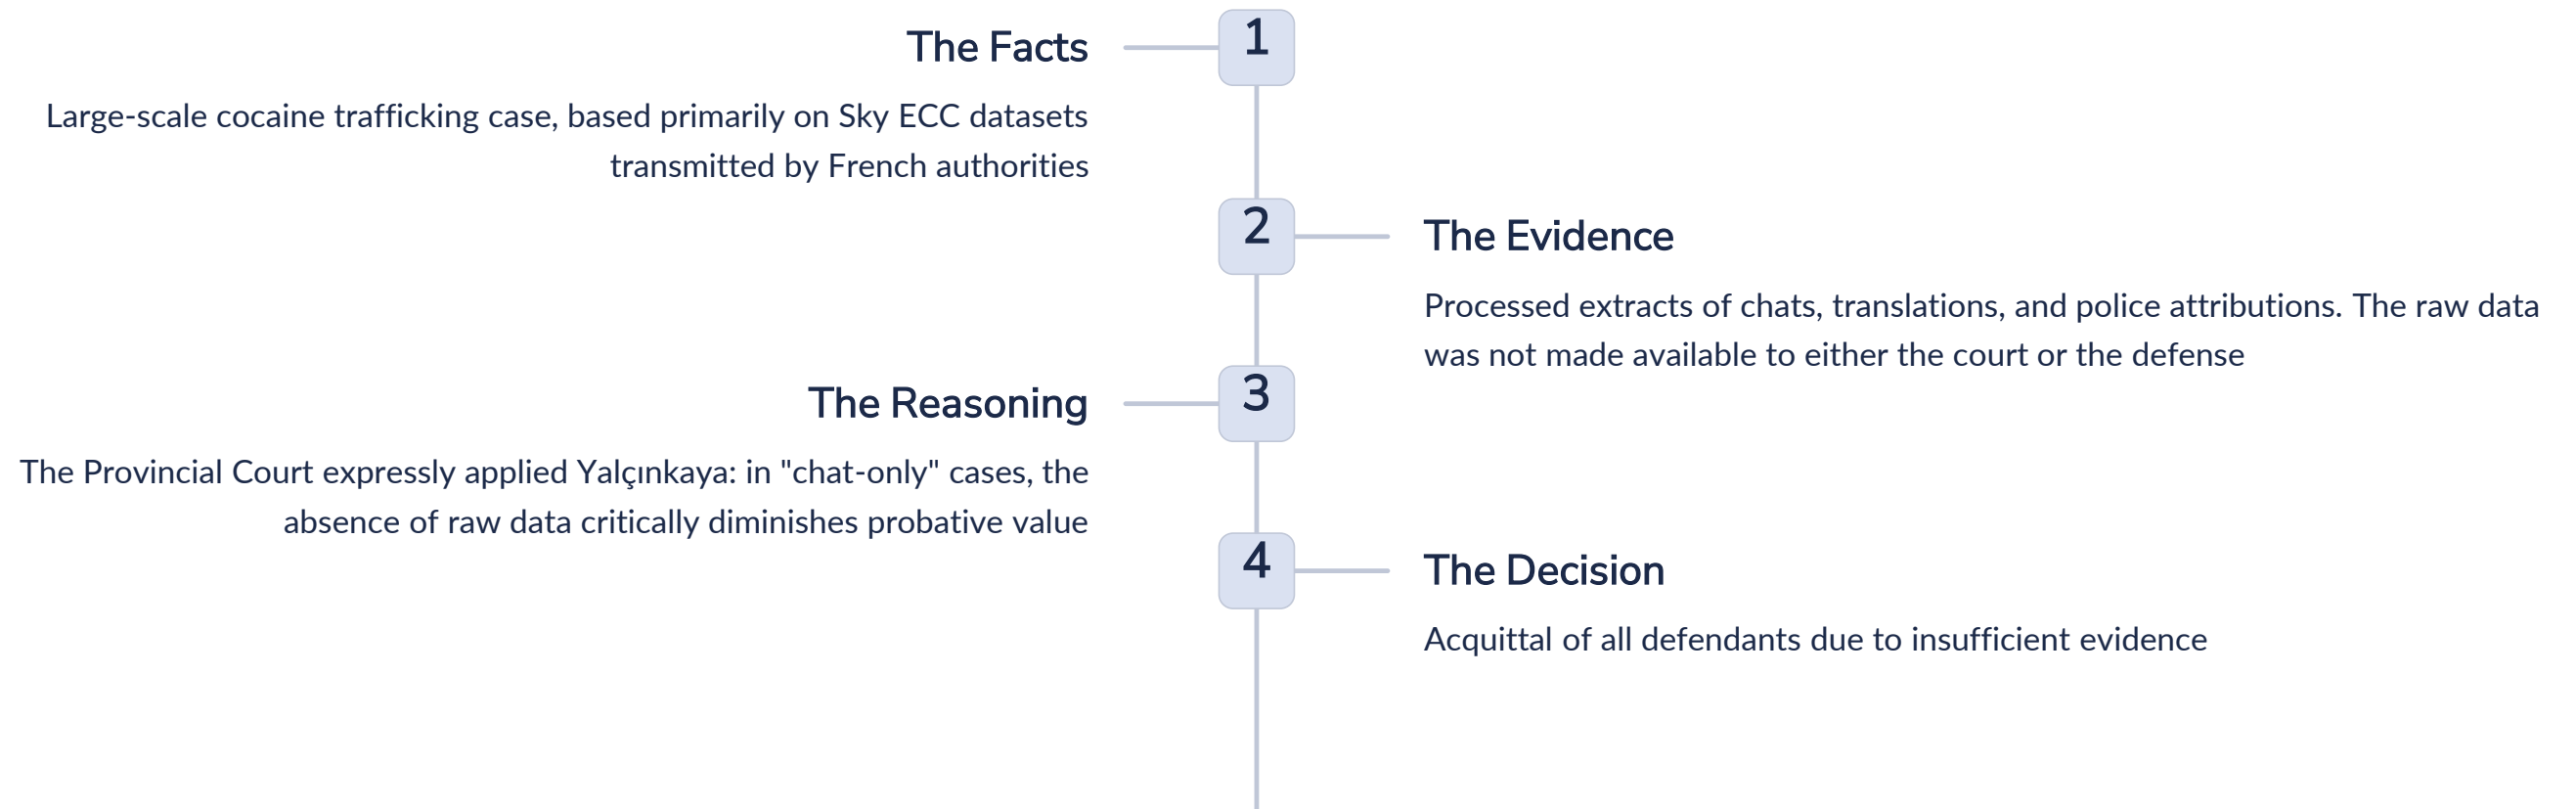 1
The Facts
Large-scale cocaine trafficking case, based primarily on Sky ECC datasets
transmitted by French authorities
2
The Evidence
Processed extracts of chats, translations, and police attributions. The raw data
was not made available to either the court or the defense
3
The Reasoning
The Provincial Court expressly applied Yalçınkaya: in "chat-only" cases, the
absence of raw data critically diminishes probative value
4
The Decision
Acquittal of all defendants due to insufficient evidence